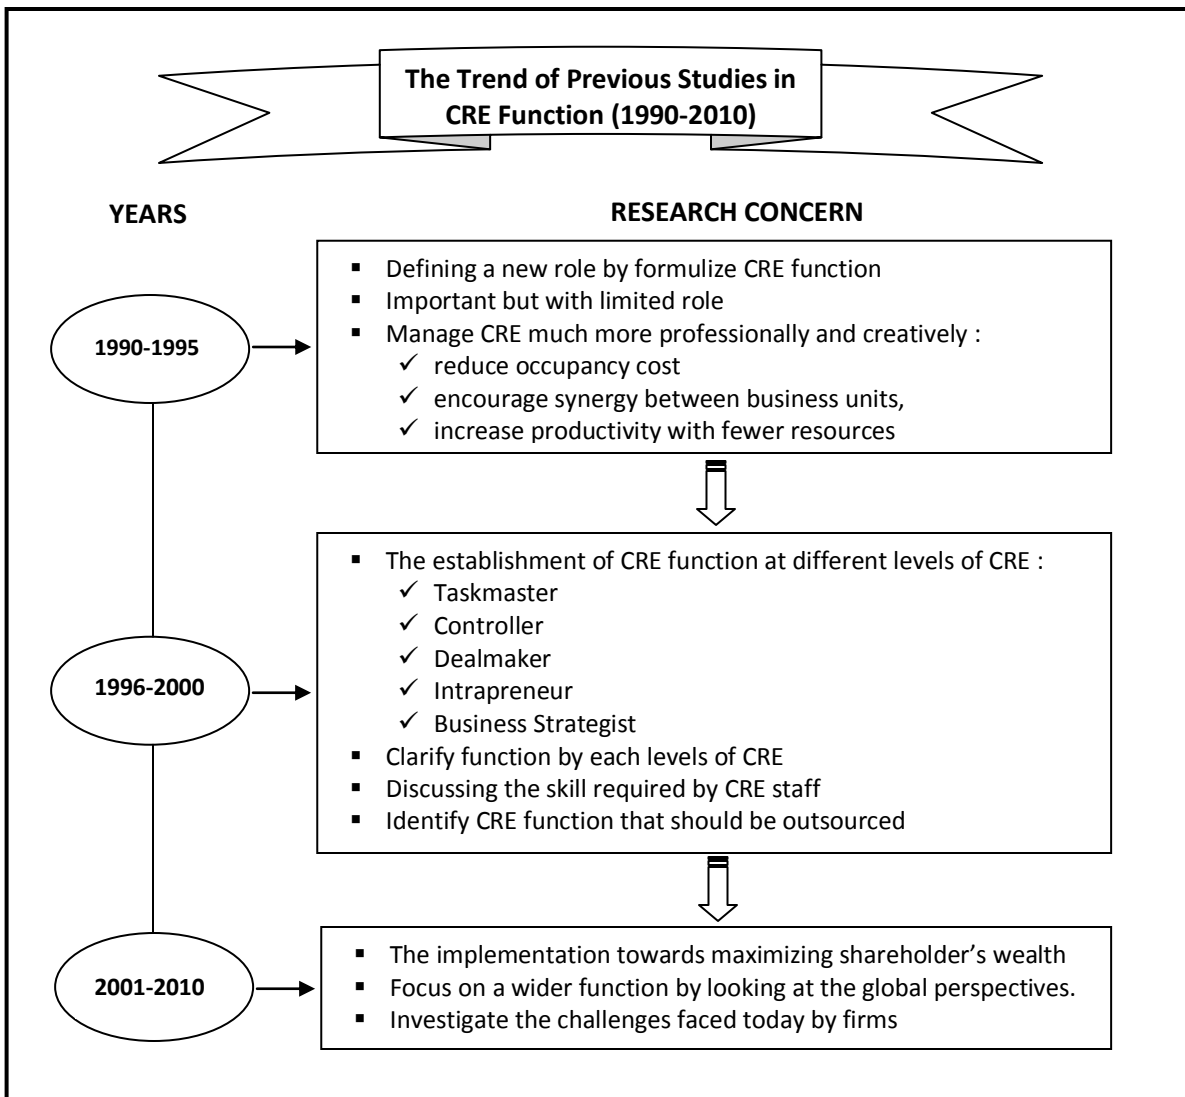 The Trend of Previous Studies in
CRE Function (1990-2010)
YEARS
RESEARCH CONCERN
1990-1995
▪ Defining a new role by formulize CRE function
▪ Important but with limited role
▪ Manage CRE much more professionally and creatively :
✓ reduce occupancy cost
✓ encourage synergy between business units,
✓ increase productivity with fewer resources
1996-2000
▪ The establishment of CRE function at different levels of CRE :
✓ Taskmaster
✓ Controller
✓ Dealmaker
✓ Intrapreneur
✓ Business Strategist
▪ Clarify function by each levels of CRE
▪ Discussing the skill required by CRE staff
▪ Identify CRE function that should be outsourced
2001-2010
▪ The implementation towards maximizing shareholder’s wealth
▪ Focus on a wider function by looking at the global perspectives.
▪ Investigate the challenges faced today by firms